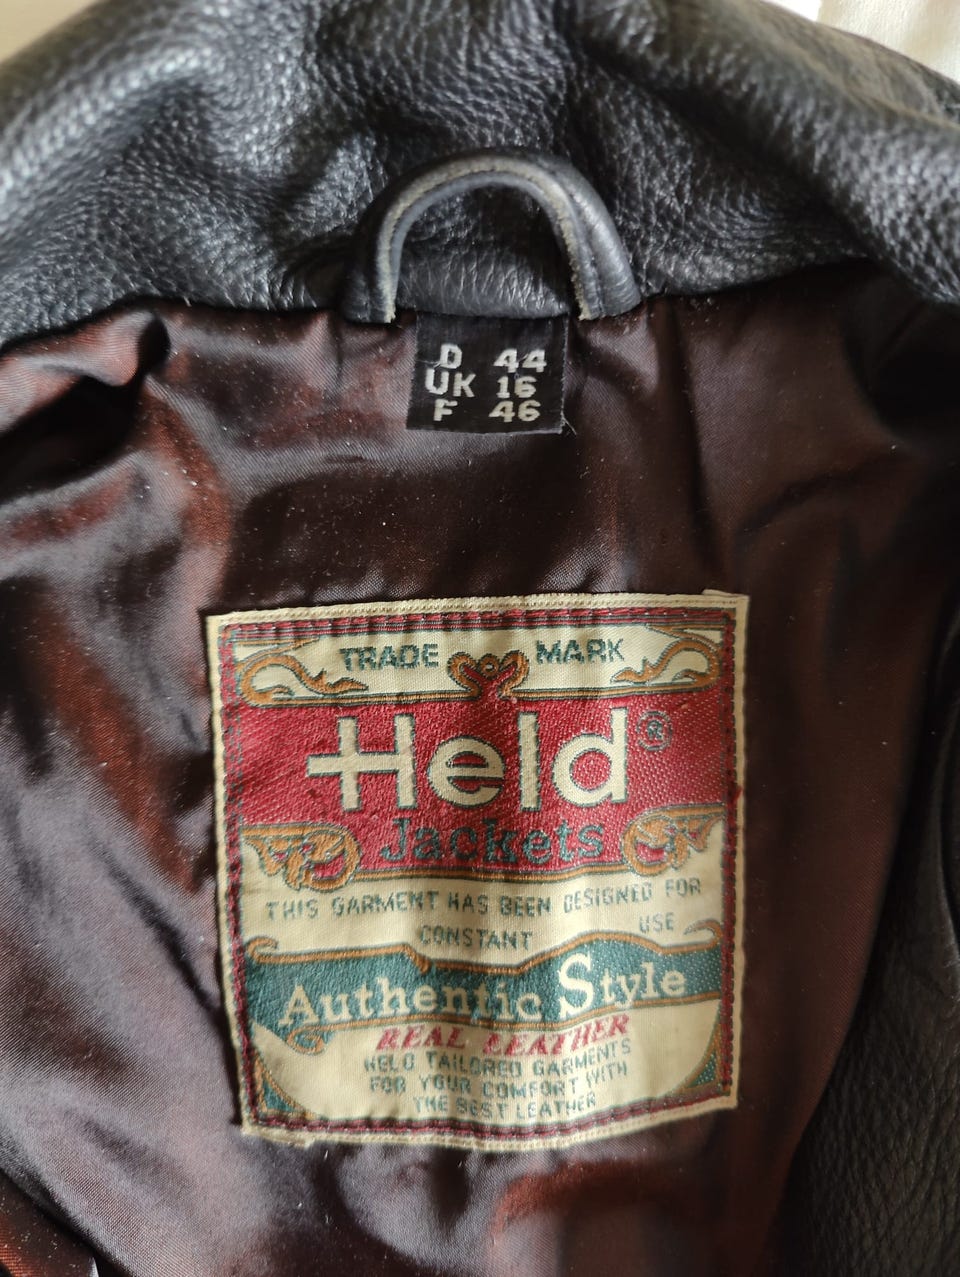 D 44
UK 16
F 46
TRADE MARK
Held®
Jackets
THIS GARMENT HAS BEEN DESIGNED FOR
CONSTANT USE
Authentic Style
REAL LEATHER
HELD TAILORED GARMENTS
FOR YOUR COMFORT WITH
THE BEST LEATHER